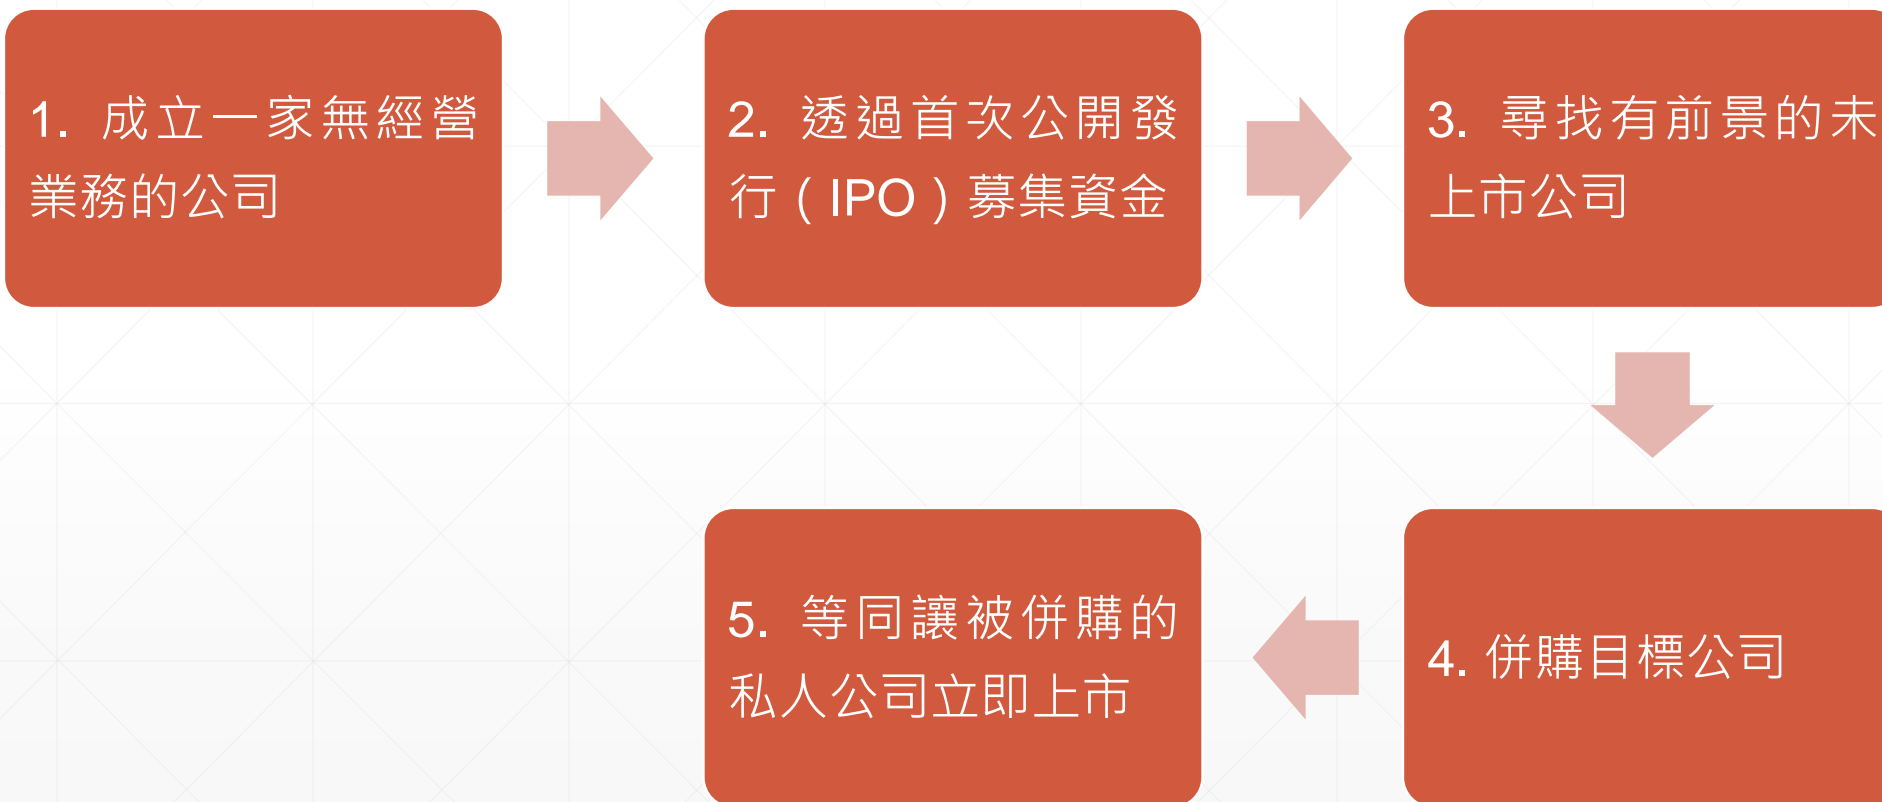 1. 成立一家無經營
業務的公司
2. 透過首次公開發
行（IPO）募集資金
3. 尋找有前景的未
上市公司
4. 併購目標公司
5. 等同讓被併購的
私人公司立即上市